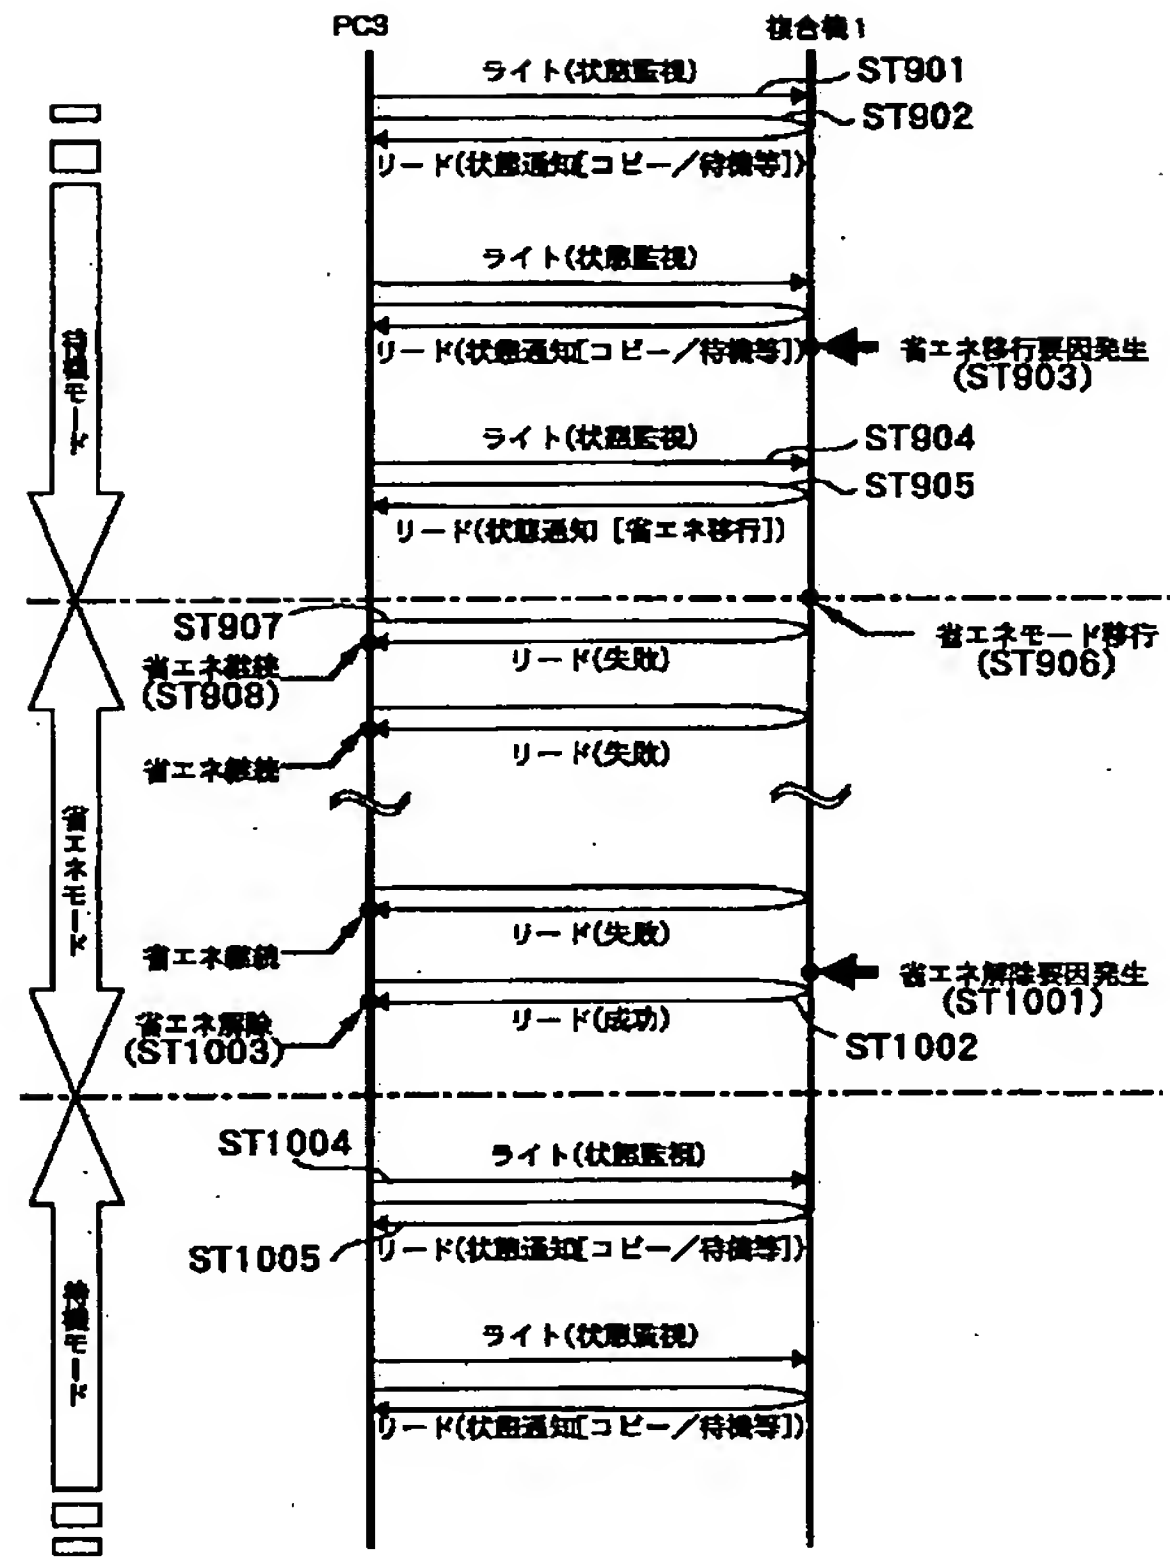 PC3
複合機1
ライト(状態監視)
ST901
ST902
リード(状態通知[コピー/待機等])
ライト(状態監視)
リード(状態通知[コピー/待機等])
省エネ移行要因発生
(ST903)
待機モード
ライト(状態監視)
ST904
ST905
リード(状態通知 [省エネ移行])
ST907
省エネモード移行
(ST906)
リード(失敗)
省エネ継続
(ST908)
リード(失敗)
省エネ継続
省エネモード
リード(失敗)
省エネ継続
省エネ解除要因発生
(ST1001)
リード(成功)
ST1002
省エネ解除
(ST1003)
ST1004
ライト(状態監視)
ST1005
リード(状態通知[コピー/待機等])
待機モード
ライト(状態監視)
リード(状態通知[コピー/待機等])